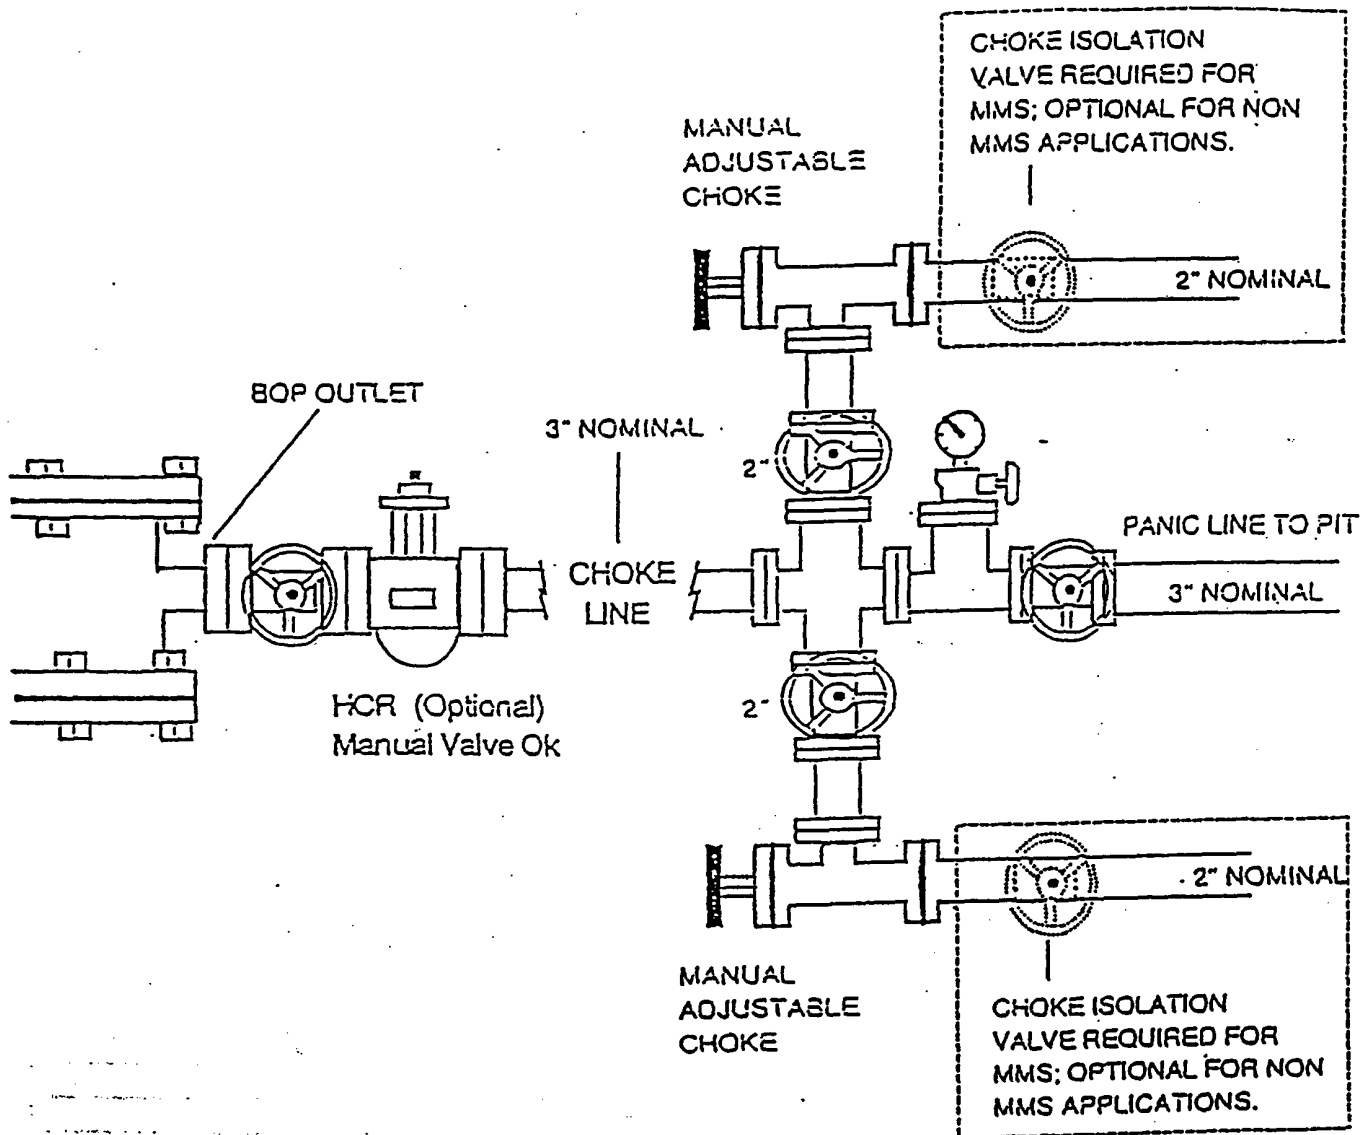 CHOKE ISOLATION
VALVE REQUIRED FOR
MMS; OPTIONAL FOR NON
MMS APPLICATIONS.
MANUAL
ADJUSTABLE
CHOKE
2" NOMINAL
BOP OUTLET
3" NOMINAL
2"
PANIC LINE TO PIT
CHOKE
LINE
3" NOMINAL
HCR (Optional)
Manual Valve Ok
2"
2" NOMINAL
MANUAL
ADJUSTABLE
CHOKE
CHOKE ISOLATION
VALVE REQUIRED FOR
MMS; OPTIONAL FOR NON
MMS APPLICATIONS.